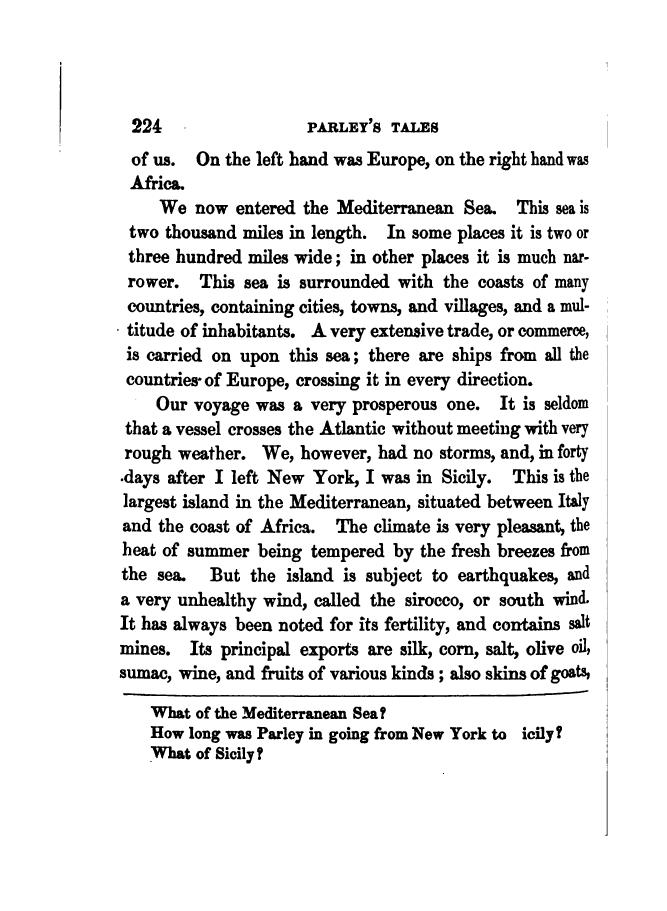 224 PARLEY'S TALES
of us. On the left hand was Europe, on the right hand was
Africa.
We now entered the Mediterranean Sea. This sea is
two thousand miles in length. In some places it is two or
three hundred miles wide; in other places it is much nar-
rower. This sea is surrounded with the coasts of many
countries, containing cities, towns, and villages, and a mul-
titude of inhabitants. A very extensive trade, or commerce,
is carried on upon this sea; there are ships from all the
countries of Europe, crossing it in every direction.
Our voyage was a very prosperous one. It is seldom
that a vessel crosses the Atlantic without meeting with very
rough weather. We, however, had no storms, and, in forty
days after I left New York, I was in Sicily. This is the
largest island in the Mediterranean, situated between Italy
and the coast of Africa. The climate is very pleasant, the
heat of summer being tempered by the fresh breezes from
the sea. But the island is subject to earthquakes, and
a very unhealthy wind, called the sirocco, or south wind.
It has always been noted for its fertility, and contains salt
mines. Its principal exports are silk, corn, salt, olive oil,
sumac, wine, and fruits of various kinds; also skins of goats,
What of the Mediterranean Sea?
How long was Parley in going from New York to icily?
What of Sicily?